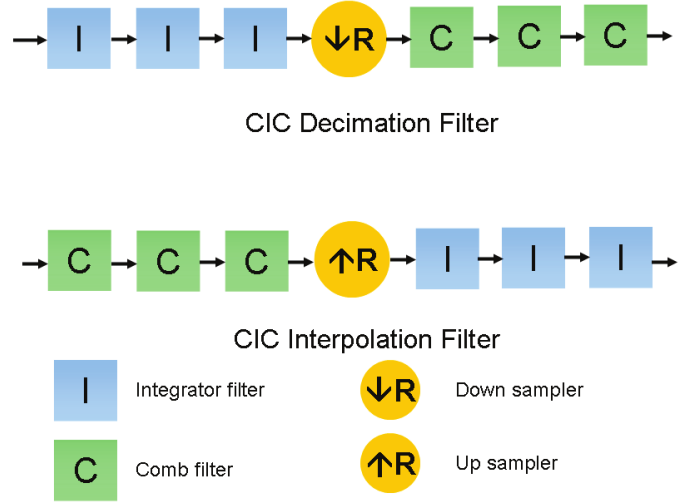 I I I ↓R C C C
CIC Decimation Filter
C C C ↑R I I I
CIC Interpolation Filter
I Integrator filter ↓R Down sampler
C Comb filter ↑R Up sampler